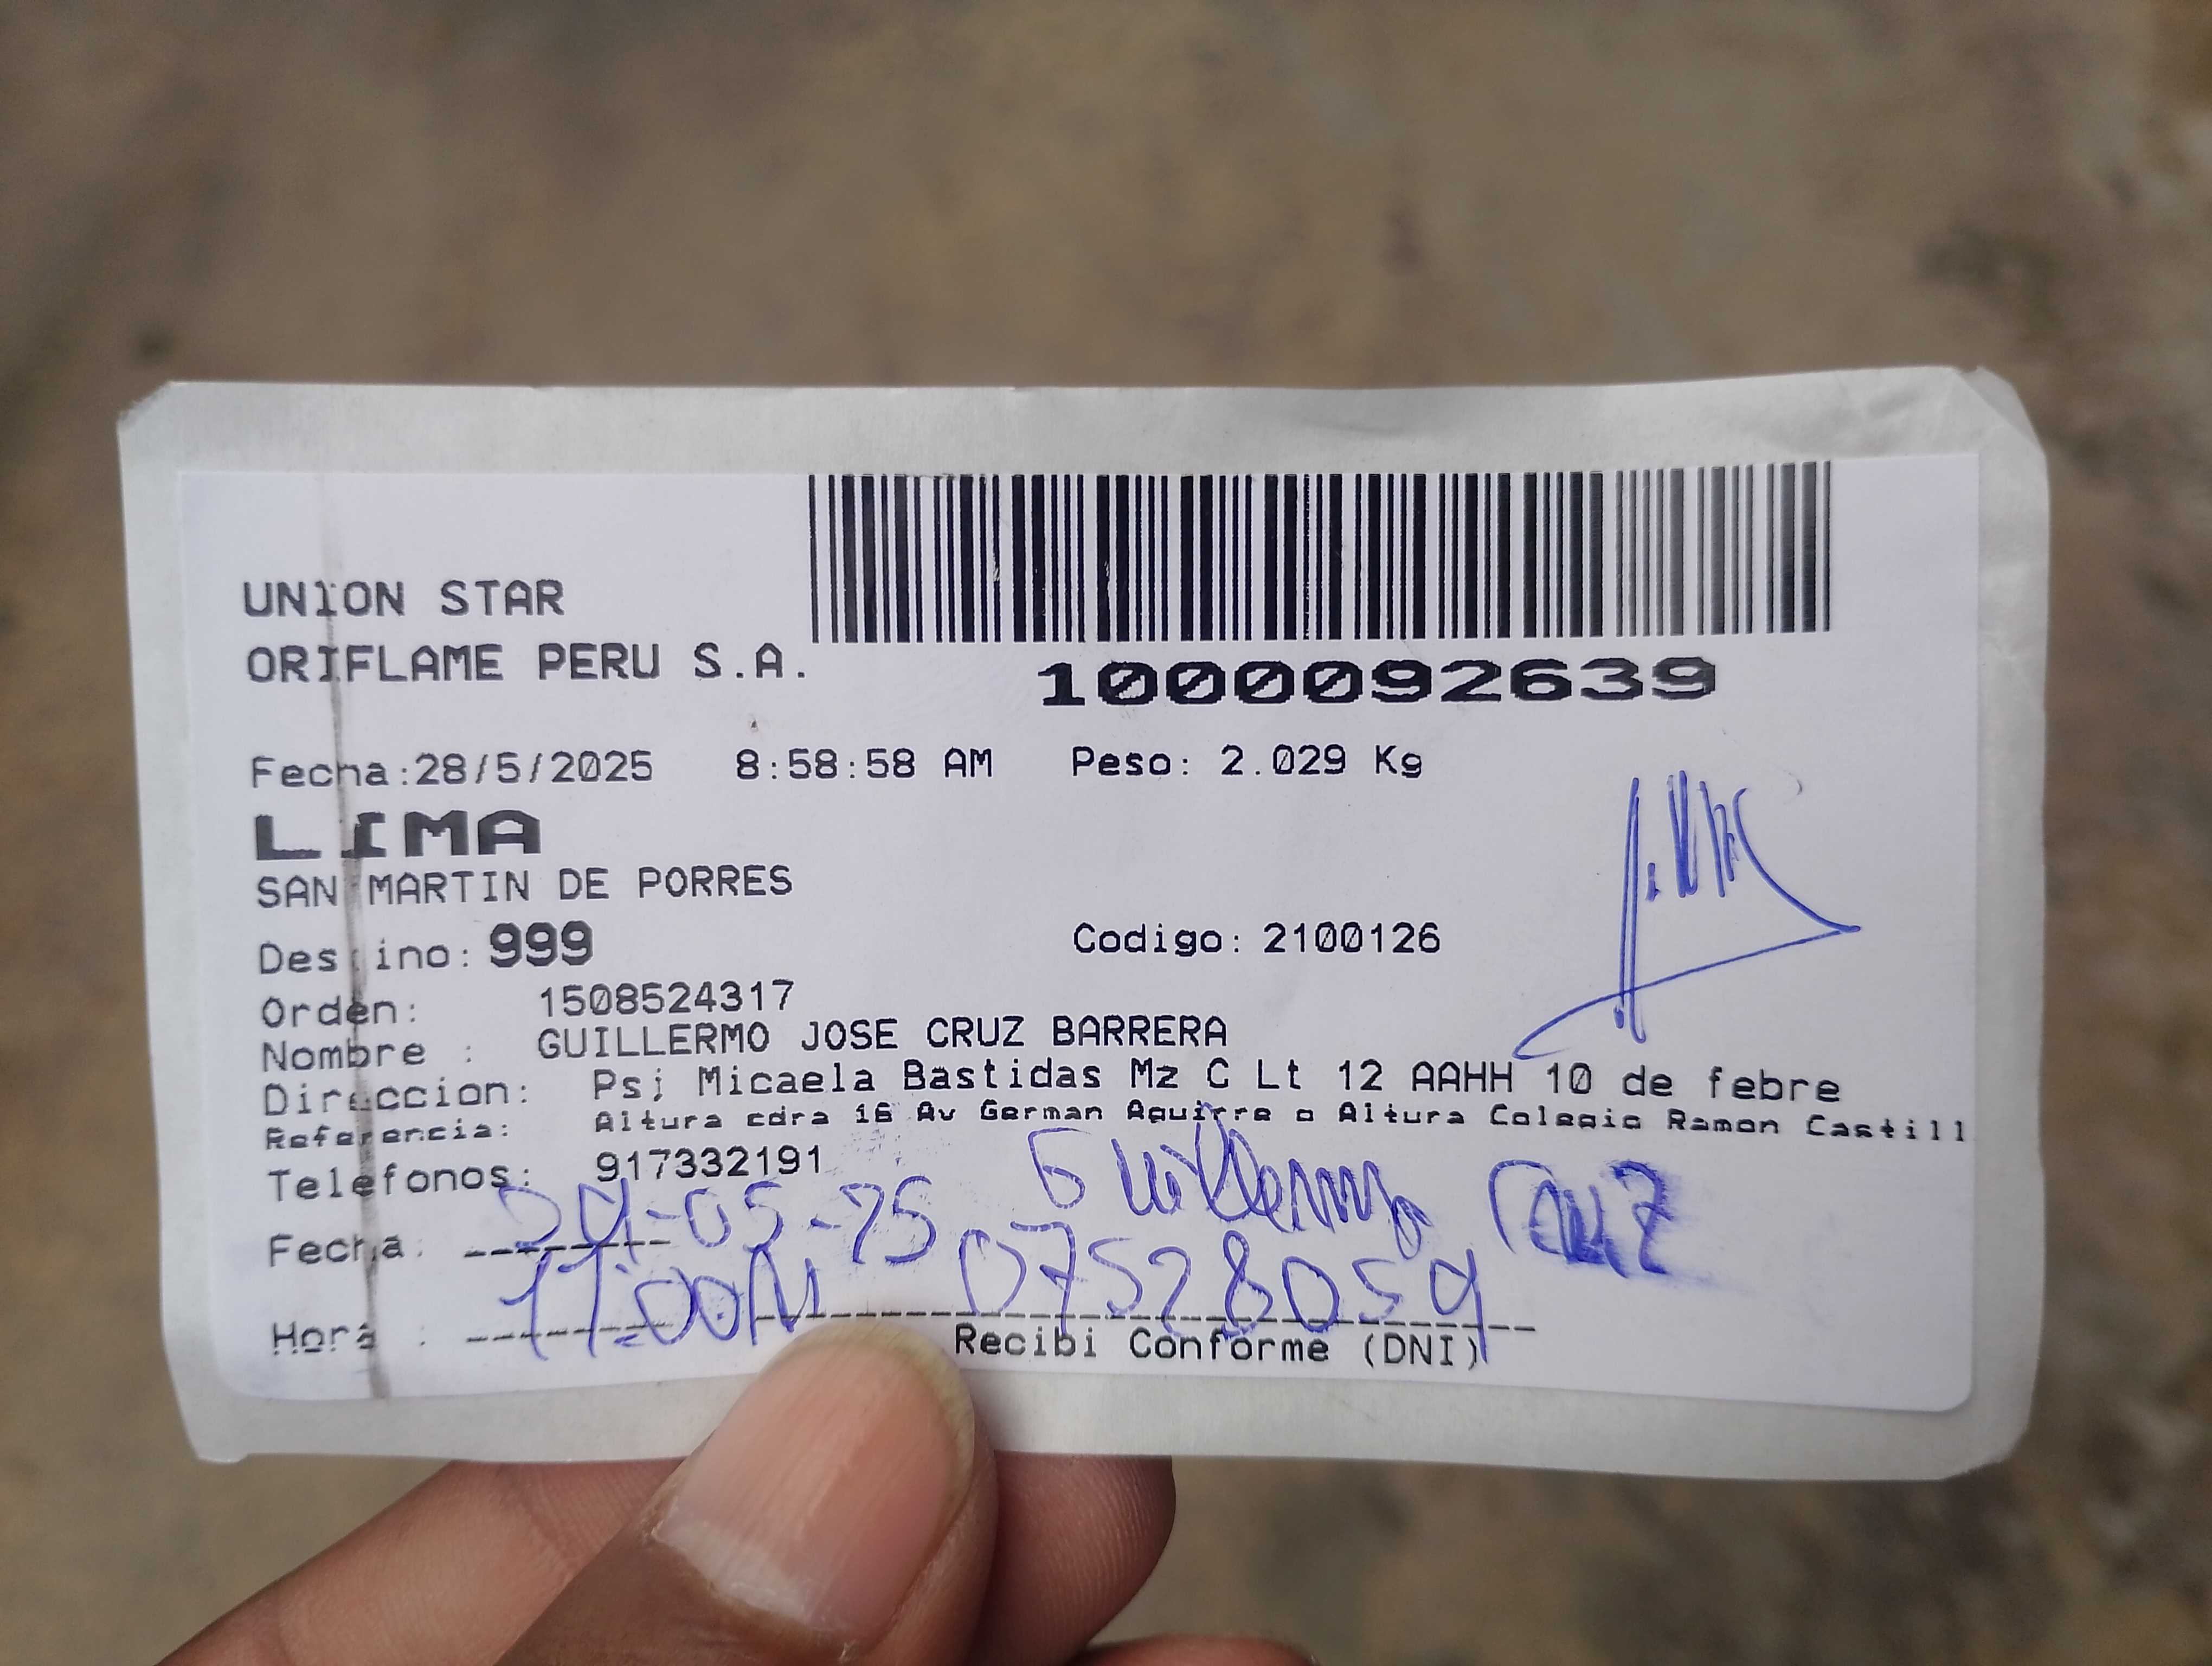 UNION STAR
ORIFLAME PERU S.A.
1000092639
Fecha:28/5/2025 8:58:58 AM Peso: 2.029 Kg
LIMA
SAN MARTIN DE PORRES
Destino: 999 Codigo: 2100126
Orden: 1508524317
Nombre : GUILLERMO JOSE CRUZ BARRERA
Direccion: Psj Micaela Bastidas Mz C Lt 12 AAHH 10 de febre
Referencia: Altura cdra 16 Av German Aguirre o Altura Colegio Ramon Castill
Telefonos: 917332191
Guillermo Cruz
Fecha: 29-05-25
07528059
Hora : 11:00
Recibi Conforme (DNI)